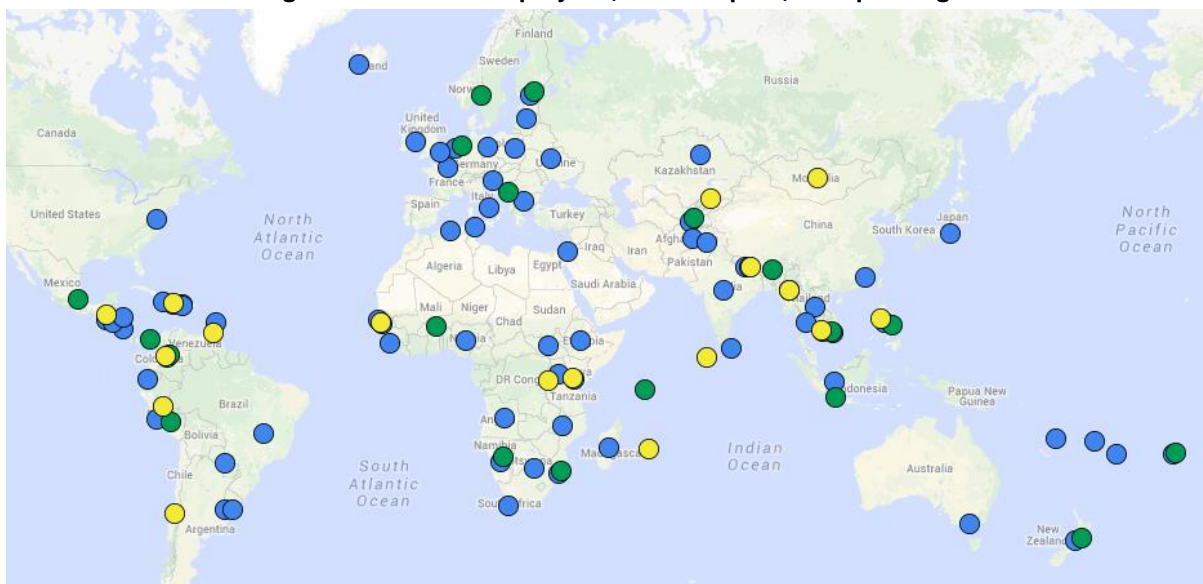 Finland
Sweden
Russia
United
Kingdom
Canada
Kazakhstan
France
Spain
Italy
Turkey
United States
North
Atlantic
Ocean
China
South Korea
Japan
North
Pacific
Ocean
Iraq
Iran
Pakistan
Algeria
Libya
Egypt
Saudi Arabia
Mexico
Mali
Niger
Chad
Sudan
Venezuela
DR Congo
Tanzania
Papua New
Guinea
Brazil
Bolivia
Namibia
Indian
Ocean
Chile
South
Atlantic
Ocean
Australia
Argentina
New
Zealand